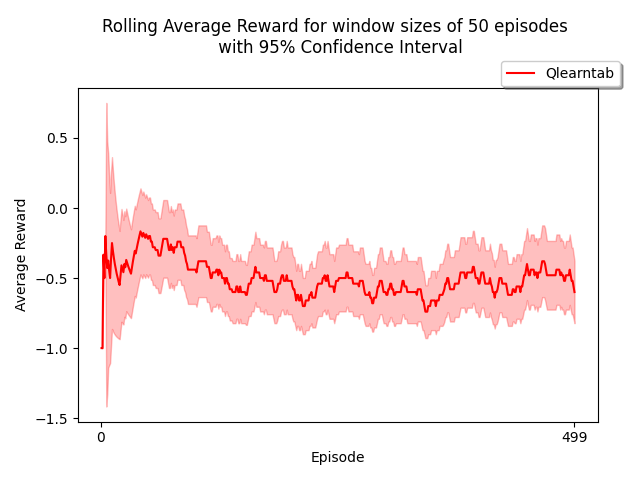 Rolling Average Reward for window sizes of 50 episodes
with 95% Confidence Interval
Qlearntab
0.5
0.0
−0.5
−1.0
−1.5
Average Reward
0
499
Episode